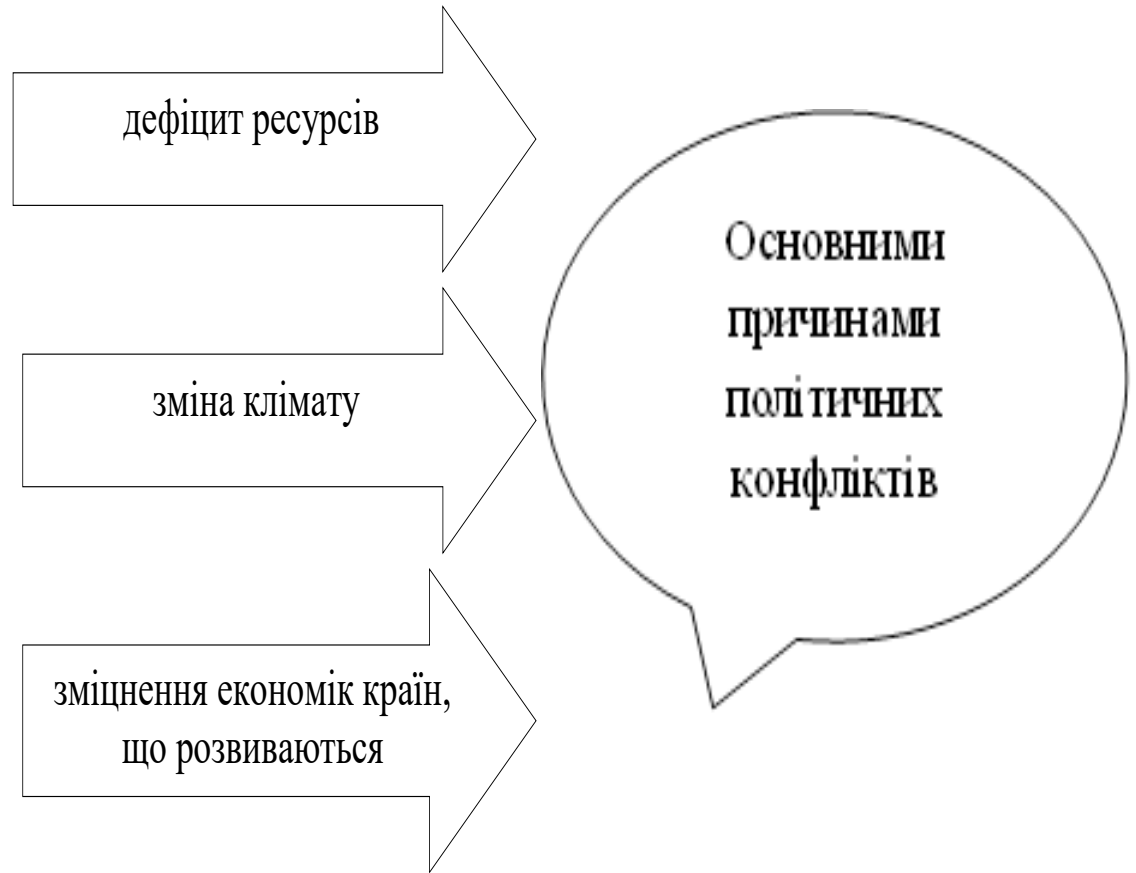 дефіцит ресурсів
зміна клімату
зміцнення економік країн,
що розвиваються
Основними
причинами
політичних
конфліктів